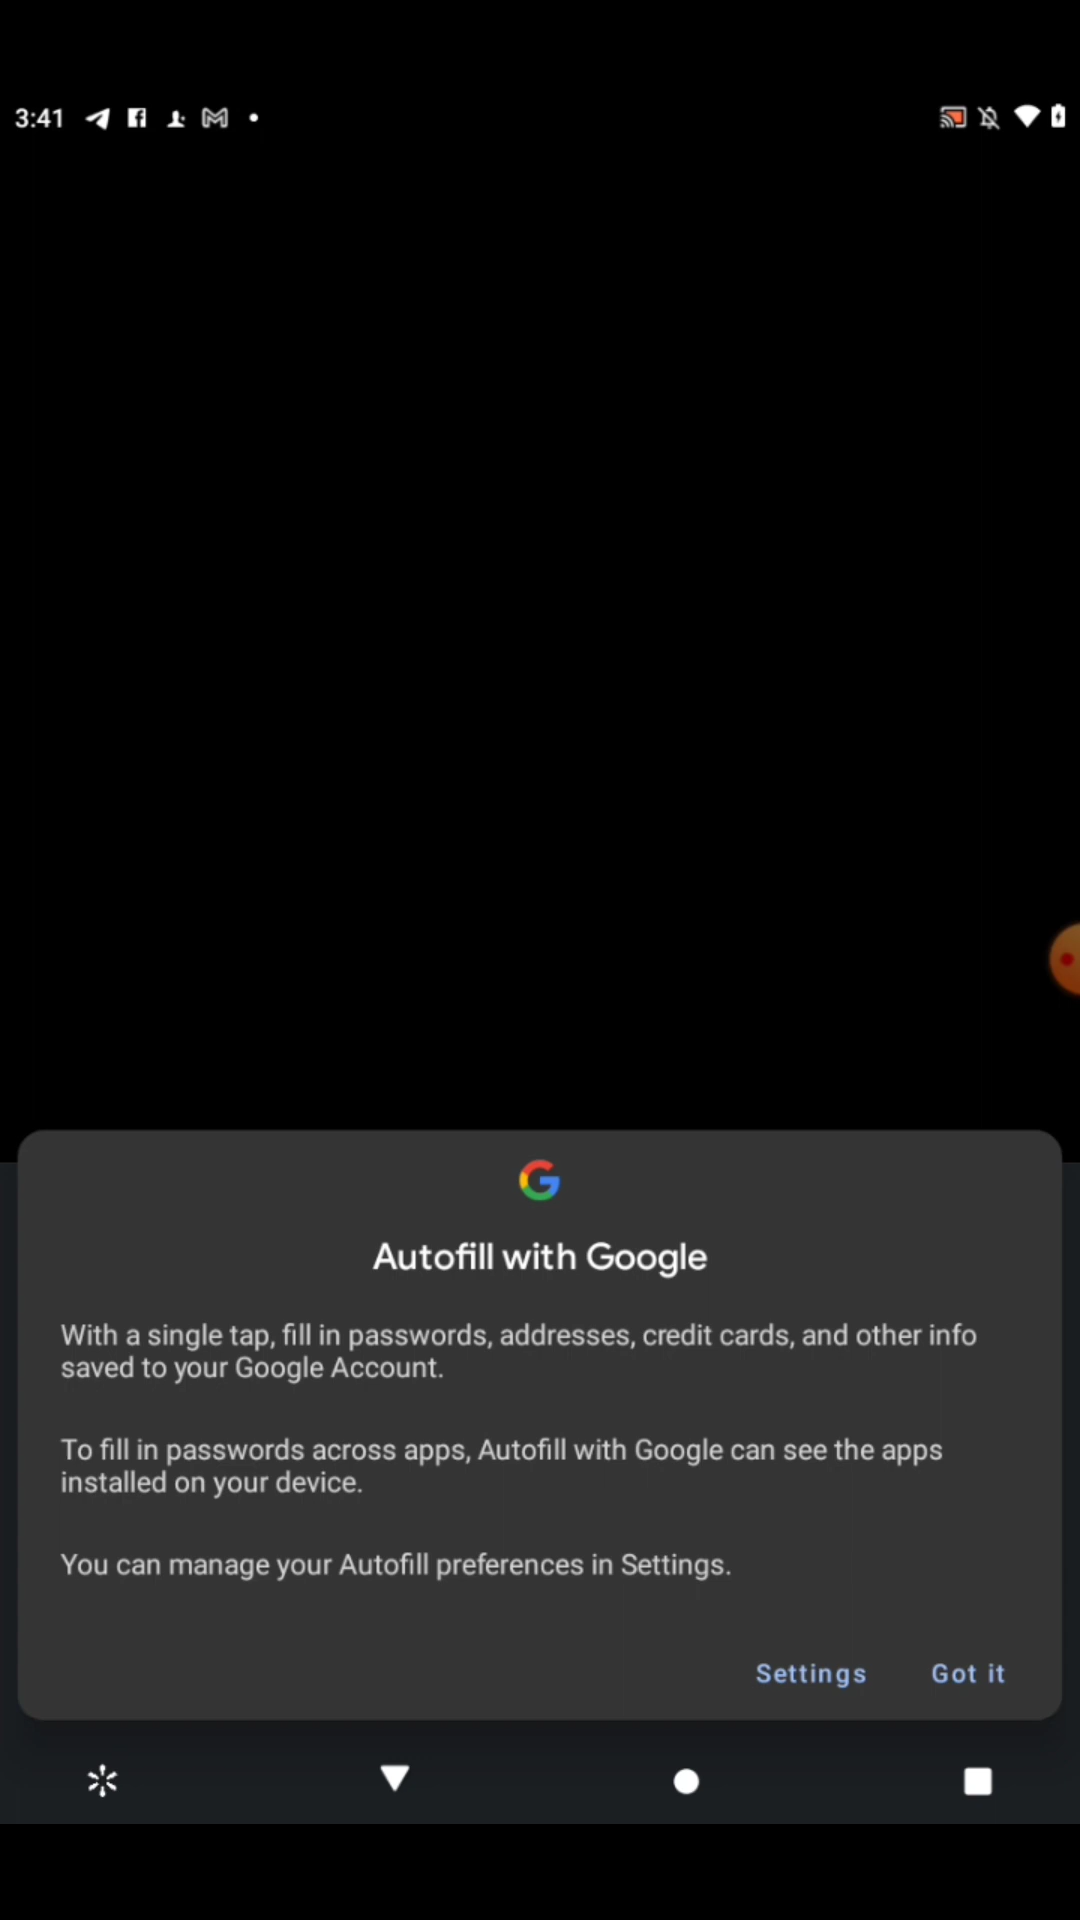 3:41
Autofill with Google
With a single tap, fill in passwords, addresses, credit cards, and other info
saved to your Google Account.
To fill in passwords across apps, Autofill with Google can see the apps
installed on your device.
You can manage your Autofill preferences in Settings.
Settings Got it